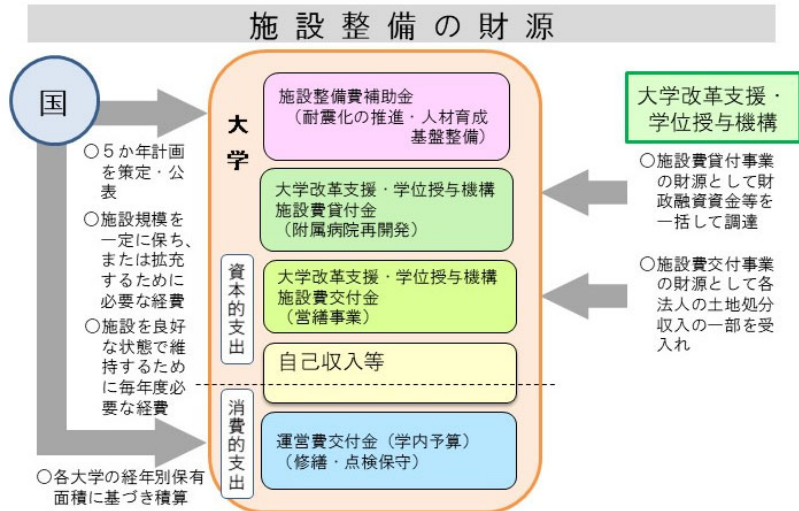 施設整備の財源
国
○５か年計画
を策定・公
表
○施設規模を
一定に保ち、
または拡充
するために
必要な経費
○施設を良好
な状態で維
持するため
に毎年度必
要な経費
○各大学の経年別保有
面積に基づき積算
大学
資本的支出
消費的支出
施設整備費補助金
（耐震化の推進・人材育成
基盤整備）
大学改革支援・学位授与機構
施設費貸付金
（附属病院再開発）
大学改革支援・学位授与機構
施設費交付金
（営繕事業）
自己収入等
運営費交付金（学内予算）
（修繕・点検保守）
大学改革支援・
学位授与機構
○施設費貸付事業
の財源として財
政融資資金等を
一括して調達
○施設費交付事業
の財源として各
法人の土地処分
収入の一部を受
入れ